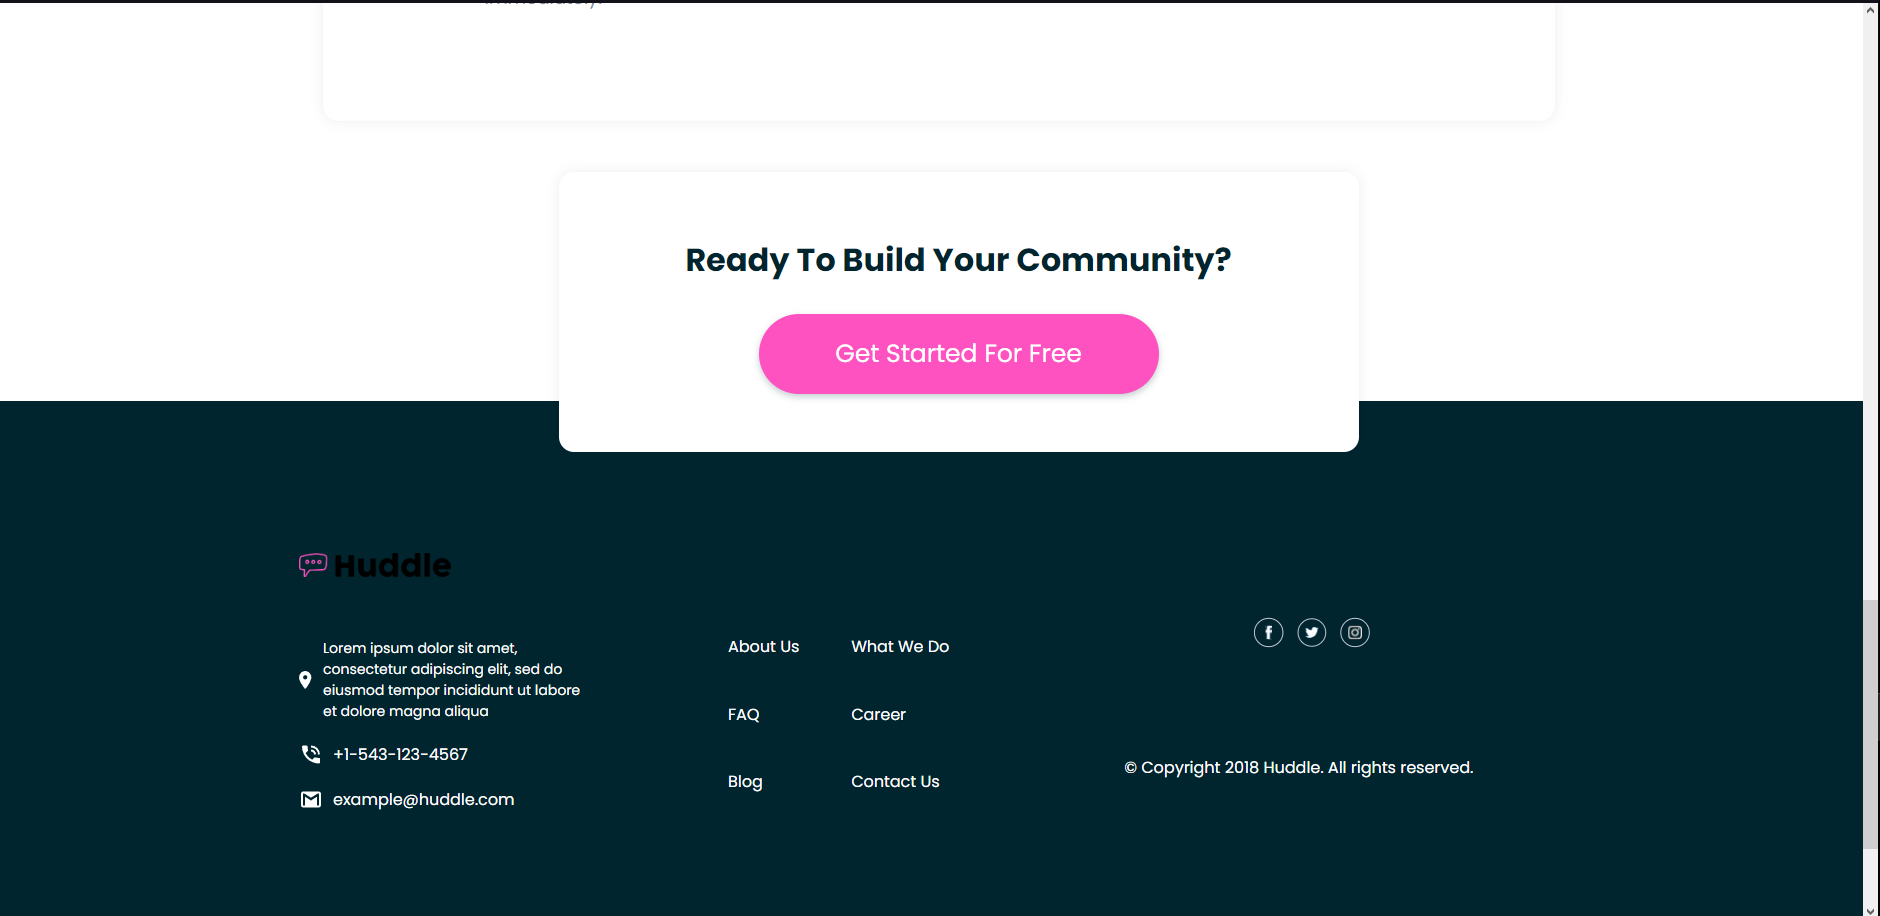 immediately.
Ready To Build Your Community?
Get Started For Free
Huddle
Lorem ipsum dolor sit amet,
consectetur adipiscing elit, sed do
eiusmod tempor incididunt ut labore
et dolore magna aliqua
+1-543-123-4567
example@huddle.com
About Us
What We Do
FAQ
Career
Blog
Contact Us
© Copyright 2018 Huddle. All rights reserved.